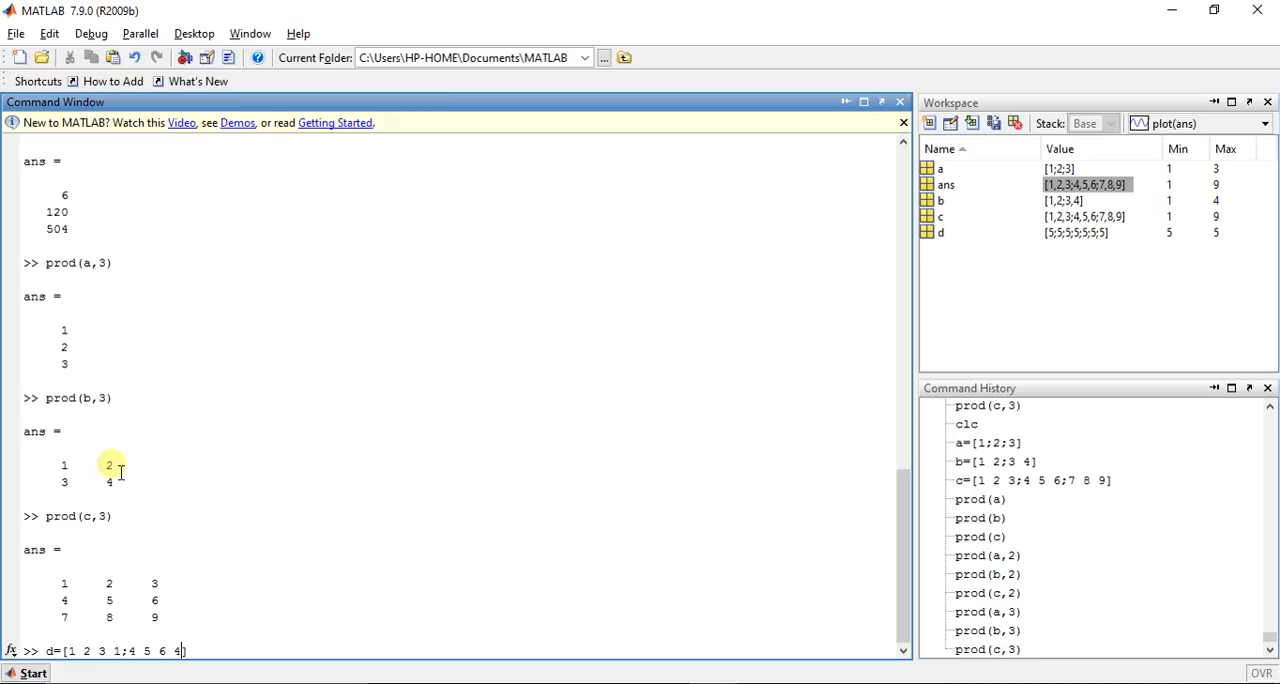 MATLAB 7.9.0 (R2009b)
File Edit Debug Parallel Desktop Window Help
Current Folder: C:\Users\HP-HOME\Documents\MATLAB ...
Shortcuts How to Add What's New
Command Window
New to MATLAB? Watch this Video, see Demos, or read Getting Started.
ans =
6
120
504
>> prod(a,3)
ans =
1
2
3
>> prod(b,3)
ans =
1 2
3 4
>> prod(c,3)
ans =
1 2 3
4 5 6
7 8 9
fx >> d=[1 2 3 1;4 5 6 4]
Workspace
Stack: Base plot(ans)
Name Value Min Max
a [1;2;3] 1 3
ans [1,2,3;4,5,6;7,8,9] 1 9
b [1,2;3,4] 1 4
c [1,2,3;4,5,6;7,8,9] 1 9
d [5;5;5;5;5;5] 5 5
Command History
prod(c,3)
clc
a=[1;2;3]
b=[1 2;3 4]
c=[1 2 3;4 5 6;7 8 9]
prod(a)
prod(b)
prod(c)
prod(a,2)
prod(b,2)
prod(c,2)
prod(a,3)
prod(b,3)
prod(c,3)
Start
OVR